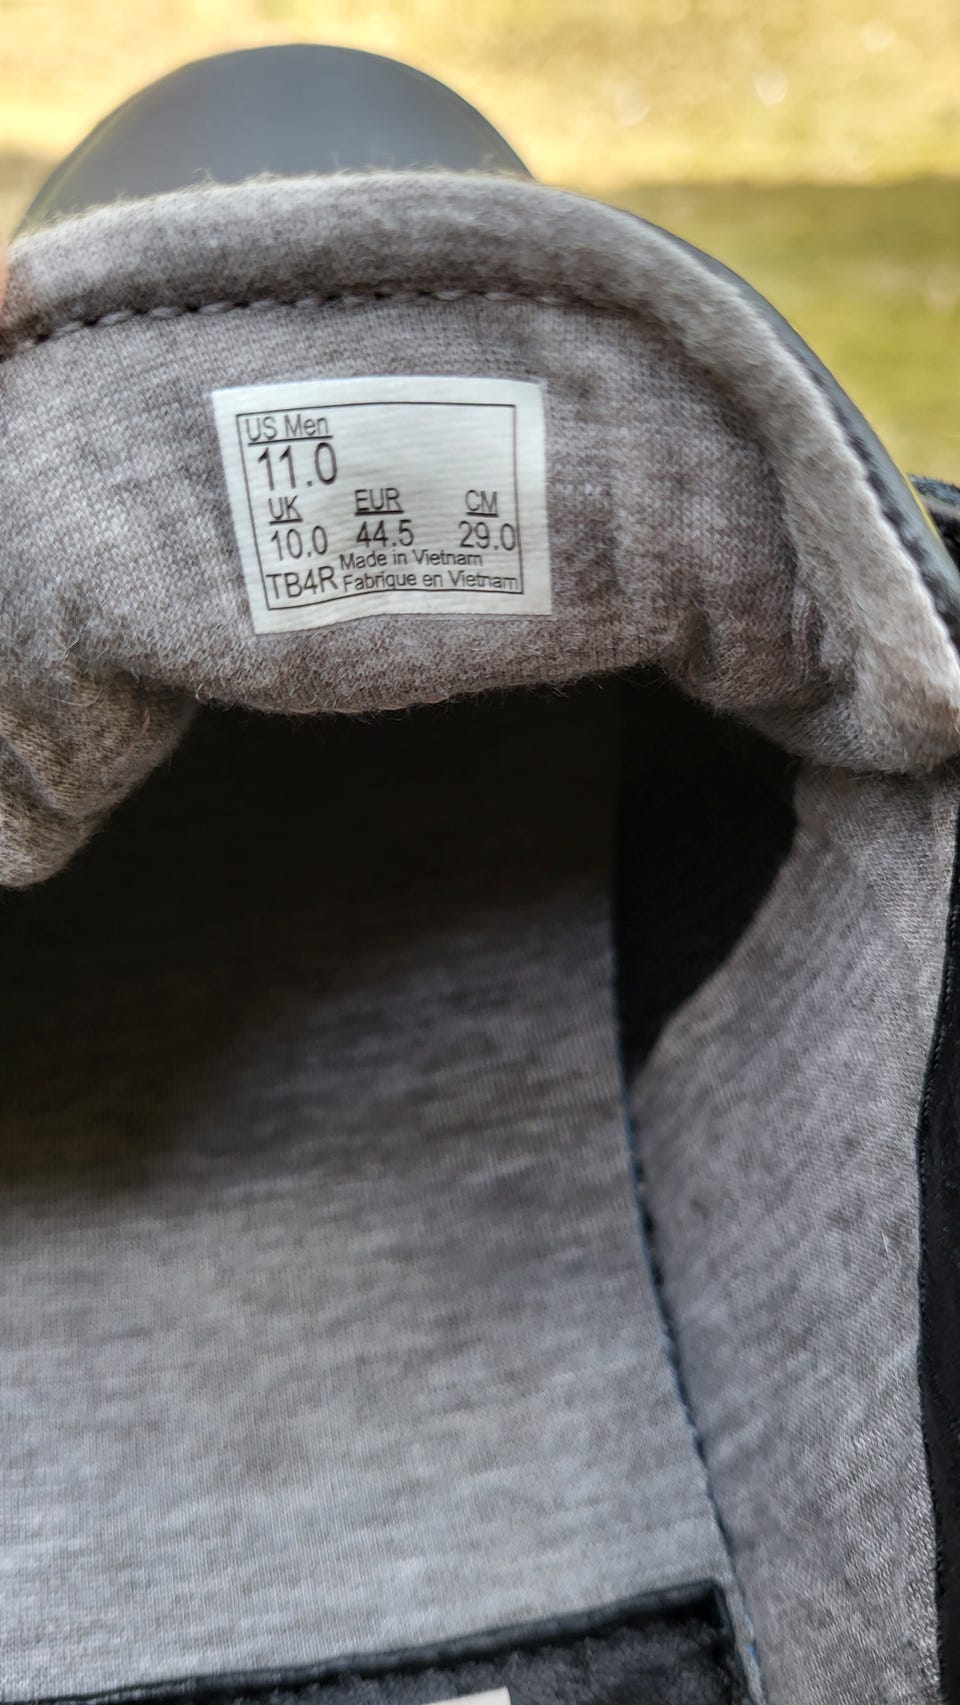 US Men
11.0
UK EUR CM
10.0 44.5 29.0
Made in Vietnam
TB4R Fabrique en Vietnam